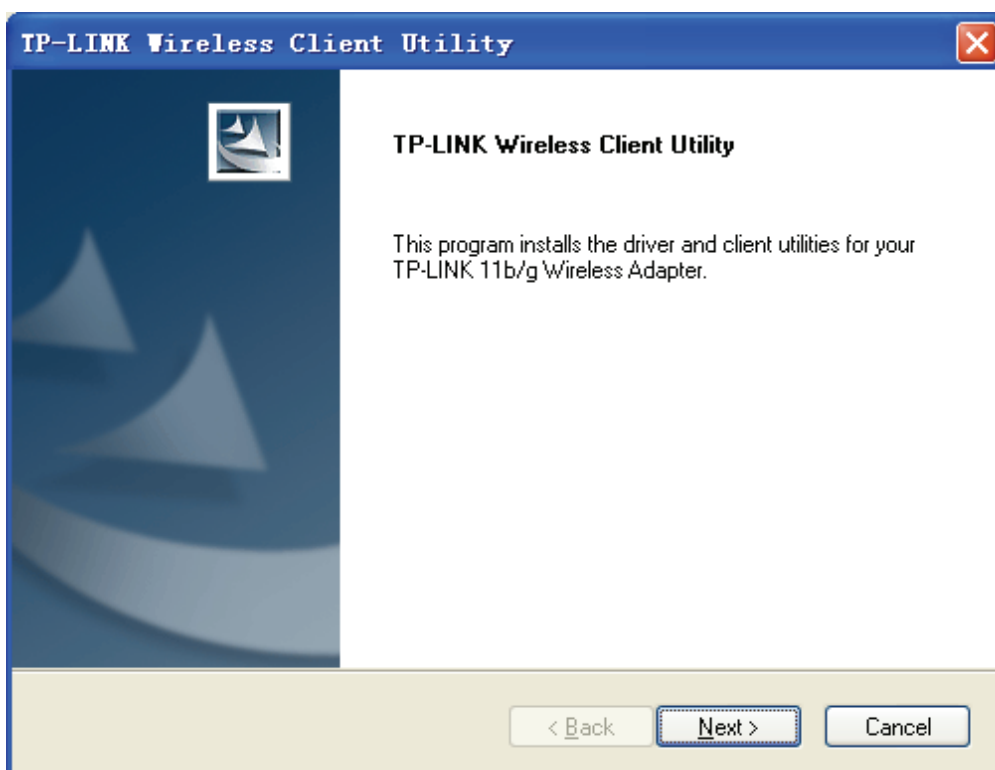 TP-LINK Wireless Client Utility
TP-LINK Wireless Client Utility
This program installs the driver and client utilities for your
TP-LINK 11b/g Wireless Adapter.
< Back Next > Cancel